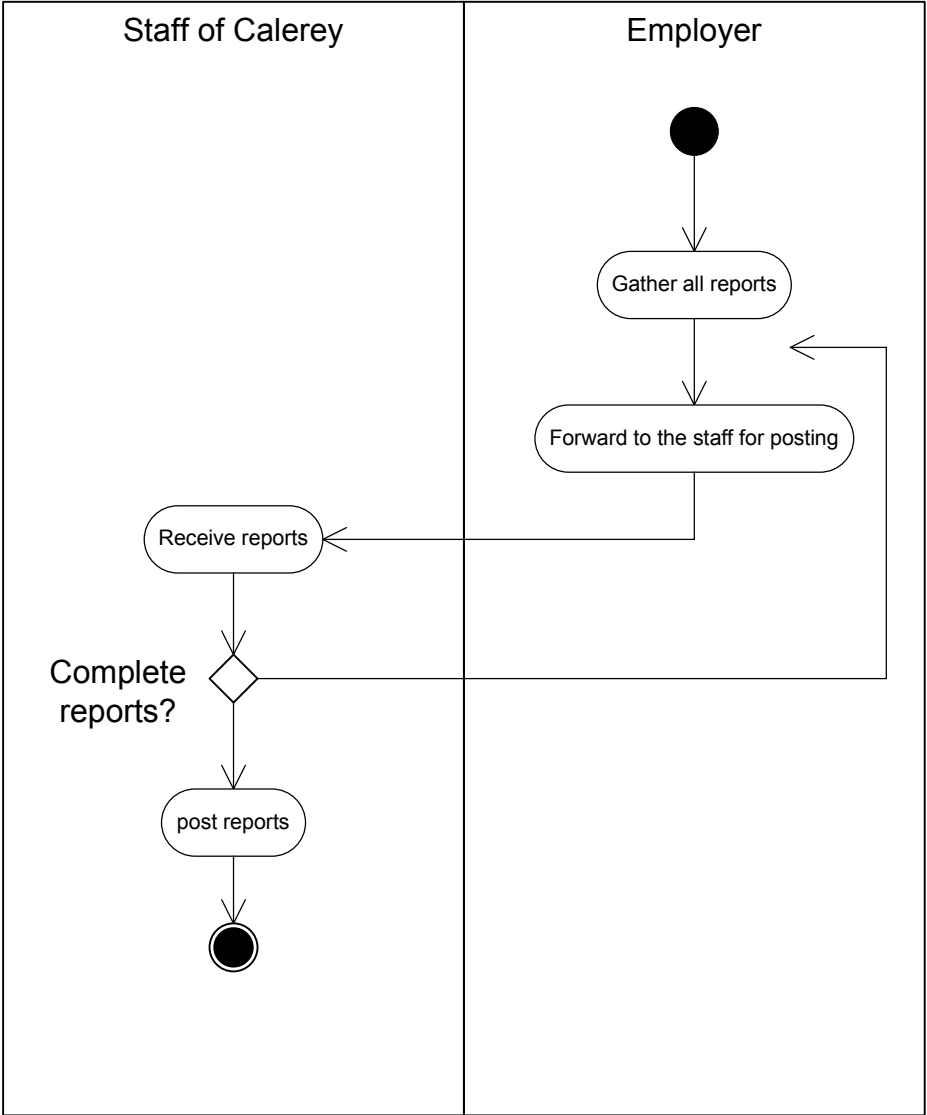 Staff of Calerey
Employer
Gather all reports
Forward to the staff for posting
Receive reports
Complete
reports?
post reports